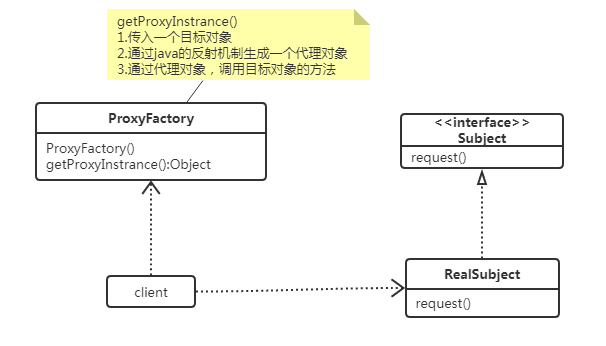 getProxyInstrance()
1.传入一个目标对象
2.通过java的反射机制生成一个代理对象
3.通过代理对象，调用目标对象的方法
ProxyFactory
ProxyFactory()
getProxyInstrance():Object
<<interface>>
Subject
request()
client
RealSubject
request()